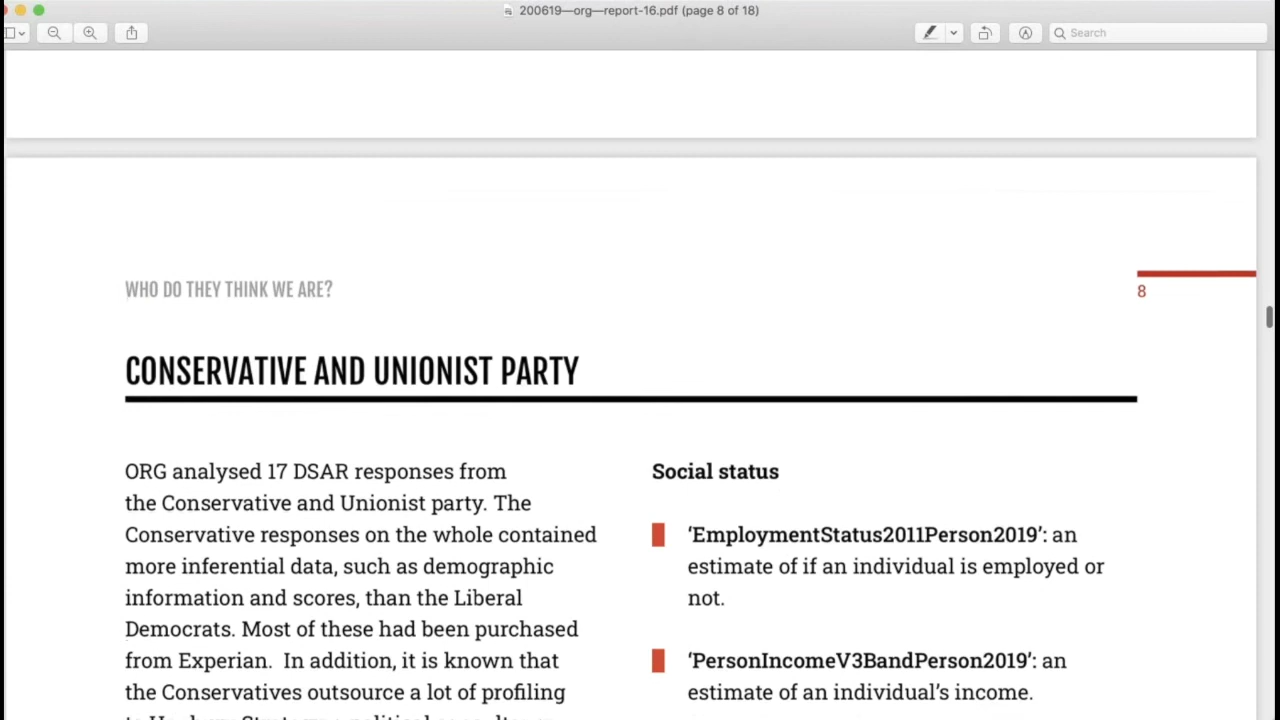 200619—org—report-16.pdf (page 8 of 18)
Search
WHO DO THEY THINK WE ARE?
8
CONSERVATIVE AND UNIONIST PARTY
ORG analysed 17 DSAR responses from
the Conservative and Unionist party. The
Conservative responses on the whole contained
more inferential data, such as demographic
information and scores, than the Liberal
Democrats. Most of these had been purchased
from Experian. In addition, it is known that
the Conservatives outsource a lot of profiling
Social status
‘EmploymentStatus2011Person2019’: an
estimate of if an individual is employed or
not.
‘PersonIncomeV3BandPerson2019’: an
estimate of an individual’s income.